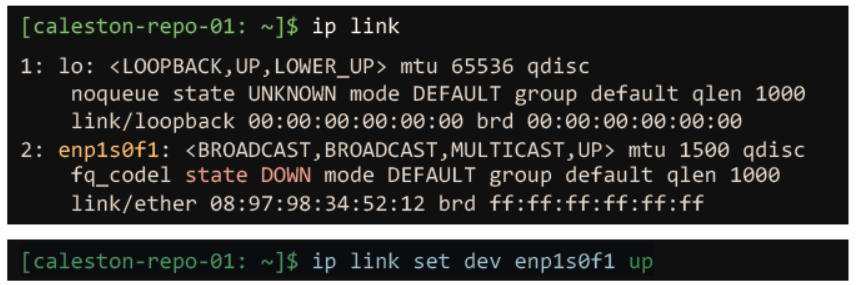 [caleston-repo-01: ~]$ ip link
1: lo: <LOOPBACK,UP,LOWER_UP> mtu 65536 qdisc
noqueue state UNKNOWN mode DEFAULT group default qlen 1000
link/loopback 00:00:00:00:00:00 brd 00:00:00:00:00:00
2: enp1s0f1: <BROADCAST,BROADCAST,MULTICAST,UP> mtu 1500 qdisc
fq_codel state DOWN mode DEFAULT group default qlen 1000
link/ether 08:97:98:34:52:12 brd ff:ff:ff:ff:ff:ff
[caleston-repo-01: ~]$ ip link set dev enp1s0f1 up